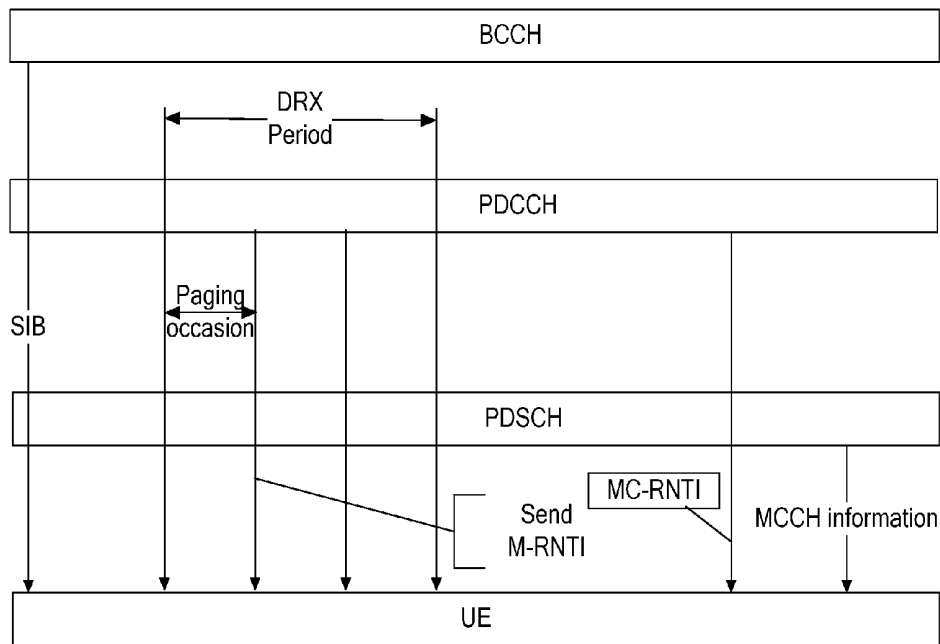 BCCH
DRX
Period
PDCCH
Paging
occasion
SIB
PDSCH
MC-RNTI
Send
M-RNTI
MCCH information
UE